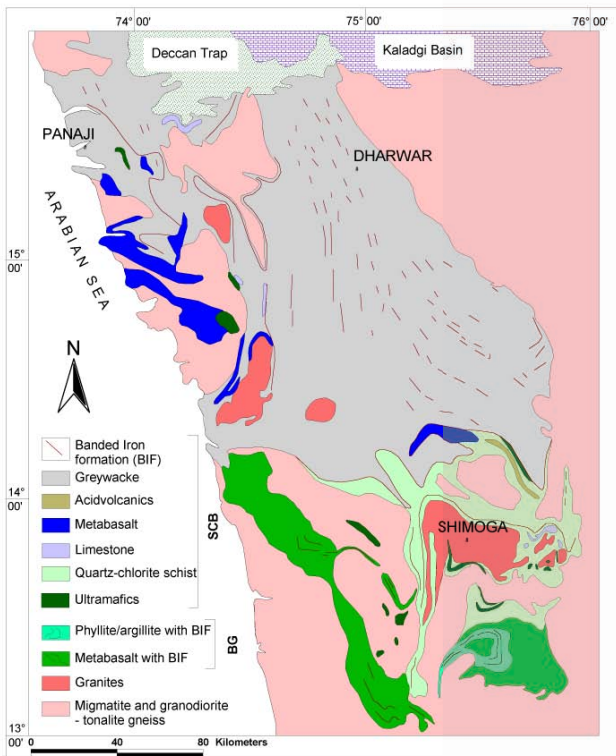 74° 00'
75° 00'
76° 00'
Deccan Trap
Kaladgi Basin
PANAJI
DHARWAR
ARABIAN SEA
15°
00'
N
Banded Iron
formation (BIF)
Greywacke
Acidvolcanics
Metabasalt
Limestone
Quartz-chlorite schist
Ultramafics
Phyllite/argillite with BIF
Metabasalt with BIF
Granites
Migmatite and granodiorite
- tonalite gneiss
SCB
BG
14°
00'
SHIMOGA
13°
00'
0 40 80 Kilometers